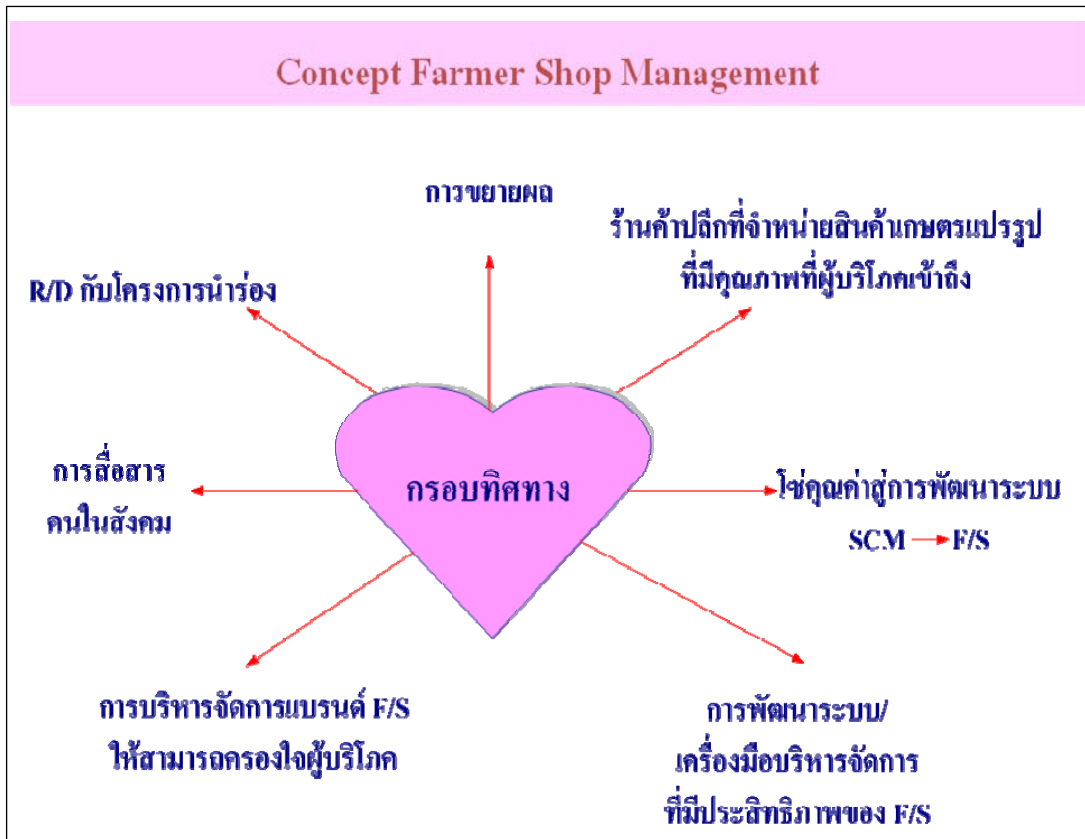 Concept Farmer Shop Management
การขยายผล
ร้านค้าปลีกที่จำหน่ายสินค้าเกษตรแปรรูป
ที่มีคุณภาพที่ผู้บริโภคเข้าถึง
R/D กับโครงการนำร่อง
การสื่อสาร
คนในสังคม
กรอบทิศทาง
โซ่คุณค่าสู่การพัฒนาระบบ
SCM → F/S
การบริหารจัดการแบรนด์ F/S
ให้สามารถครองใจผู้บริโภค
การพัฒนาระบบ/
เครื่องมือบริหารจัดการ
ที่มีประสิทธิภาพของ F/S